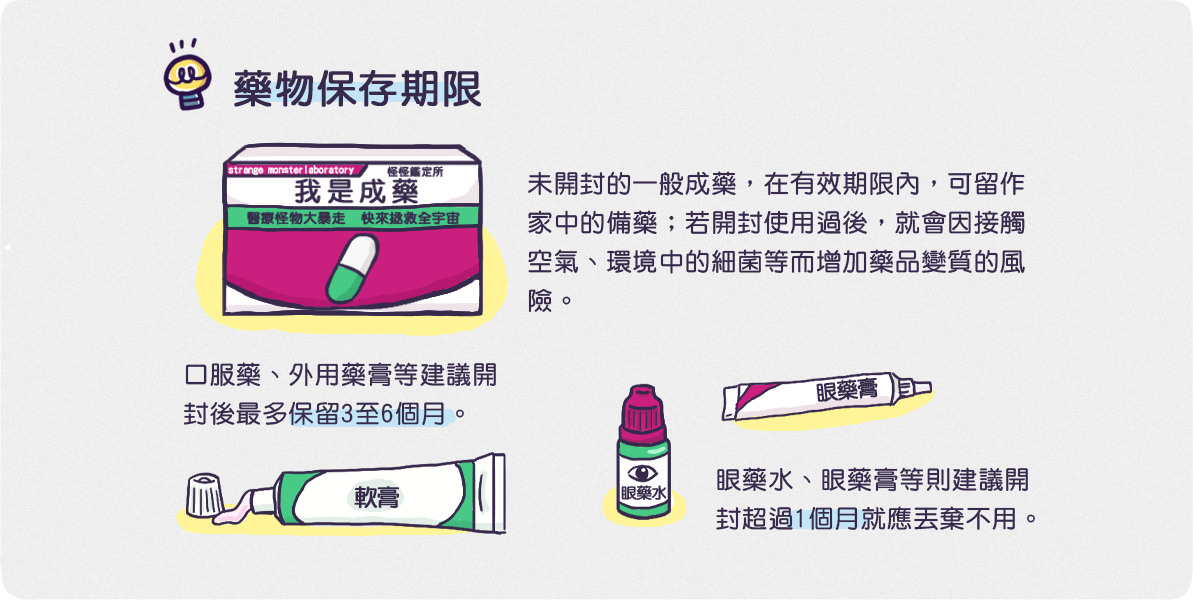 藥物保存期限
strange monster laboratory
怪怪鑑定所
我是成藥
醫療怪物大暴走 快來拯救全宇宙
未開封的一般成藥，在有效期限內，可留作
家中的備藥；若開封使用過後，就會因接觸
空氣、環境中的細菌等而增加藥品變質的風
險。
口服藥、外用藥膏等建議開
封後最多保留3至6個月。
軟膏
眼藥膏
眼藥水
眼藥水、眼藥膏等則建議開
封超過1個月就應丟棄不用。